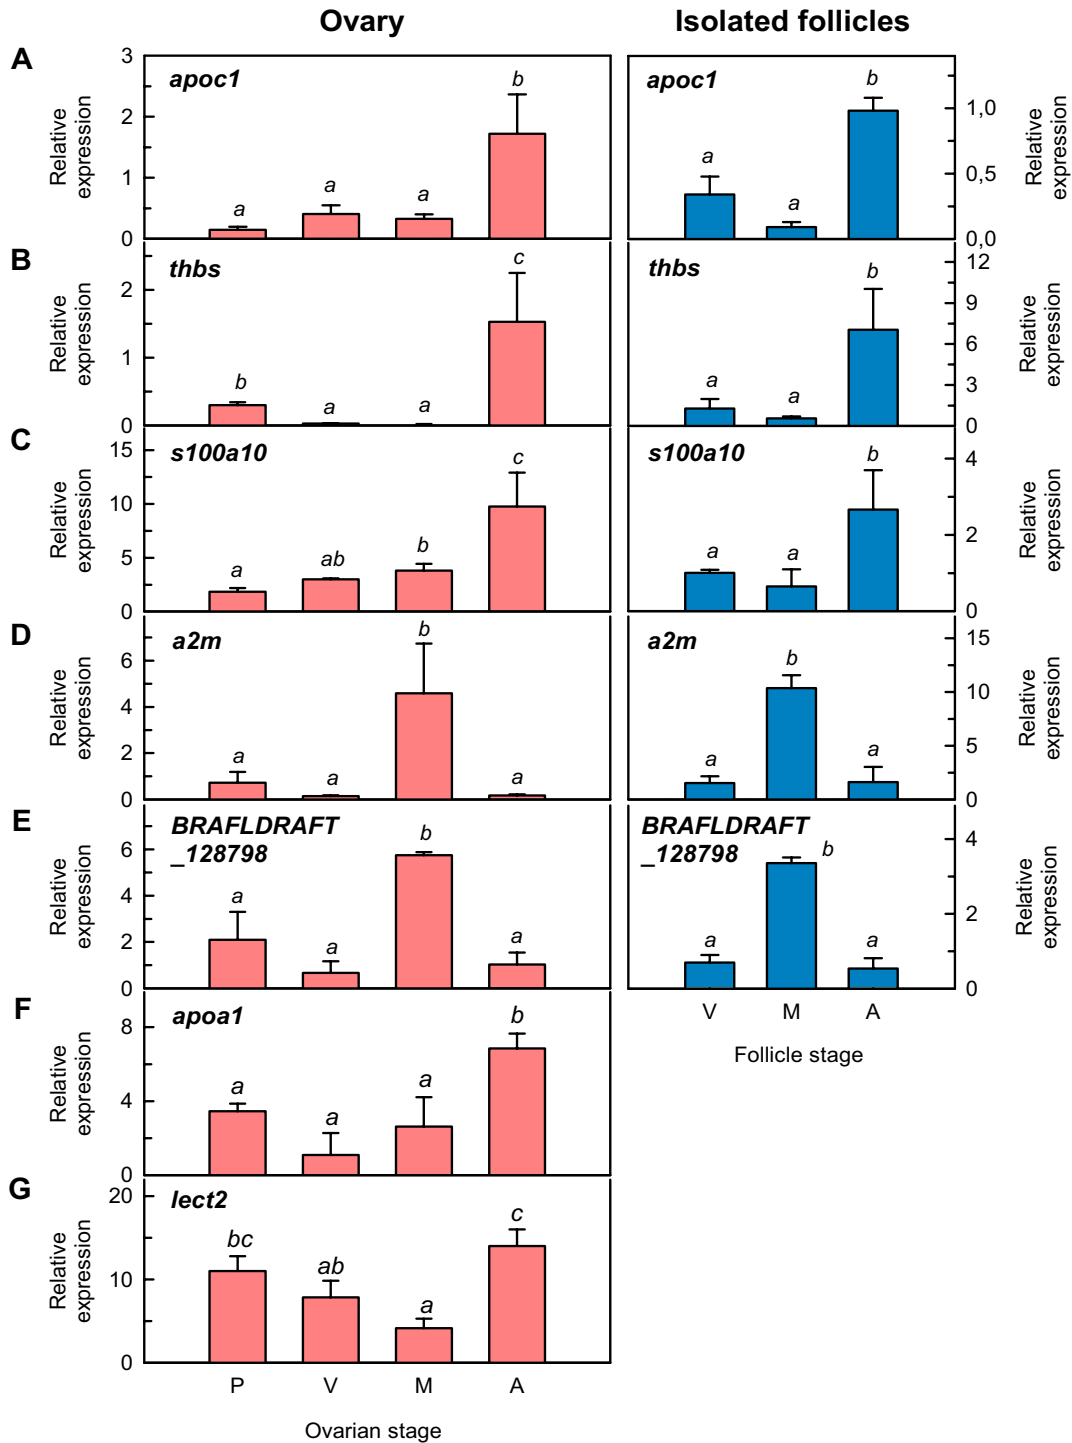 Ovary
Isolated follicles
A
apoc1
Relative
expression
3
2
1
0
a
a
a
b
apoc1
a
a
b
1,0
0,5
0,0
Relative
expression
B
thbs
Relative
expression
2
1
0
b
a
a
c
thbs
a
a
b
12
9
6
3
0
Relative
expression
C
s100a10
Relative
expression
15
10
5
0
a
ab
b
c
s100a10
a
a
b
4
2
0
Relative
expression
D
a2m
Relative
expression
6
4
2
0
a
a
b
a
a2m
a
b
a
15
10
5
0
Relative
expression
E
BRAFLDRAFT
_128798
Relative
expression
6
4
2
0
a
a
b
a
BRAFLDRAFT
_128798
a
b
a
4
2
0
Relative
expression
V M A
Follicle stage
F
apoa1
Relative
expression
8
4
0
a
a
a
b
G
lect2
Relative
expression
20
10
0
bc
ab
a
c
P V M A
Ovarian stage